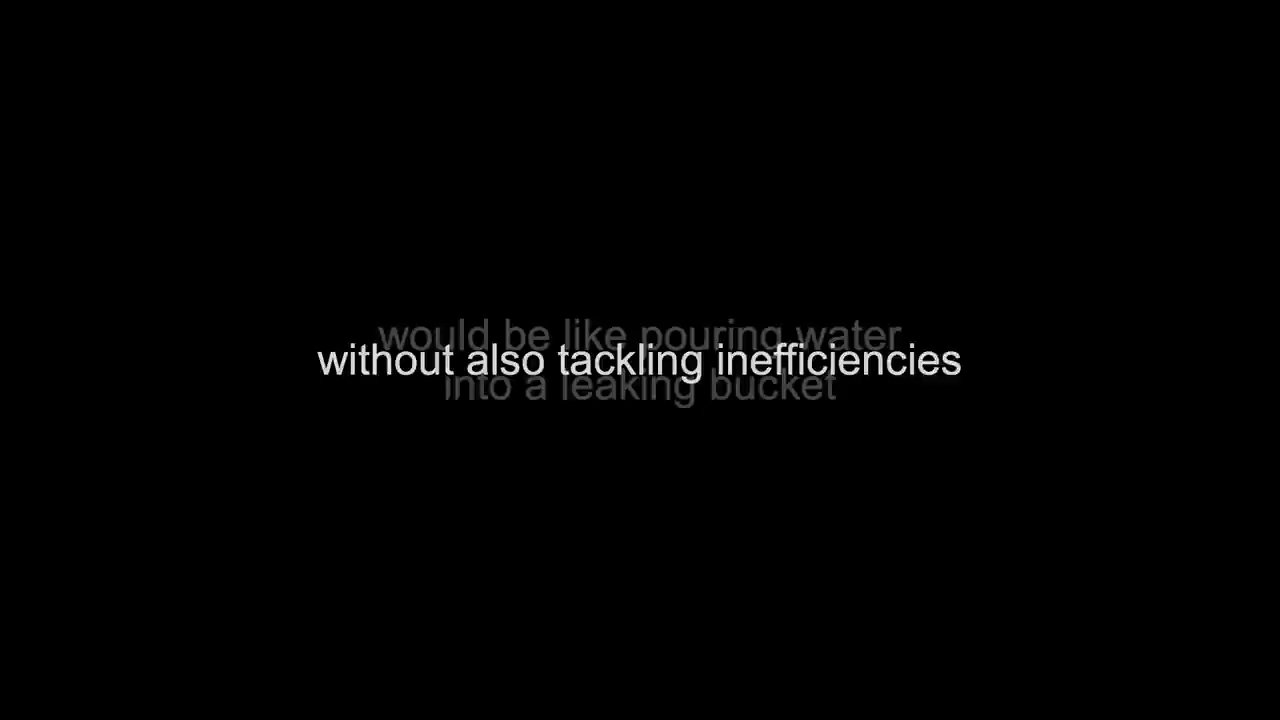 would be like pouring water
without also tackling inefficiencies
into a leaking bucket